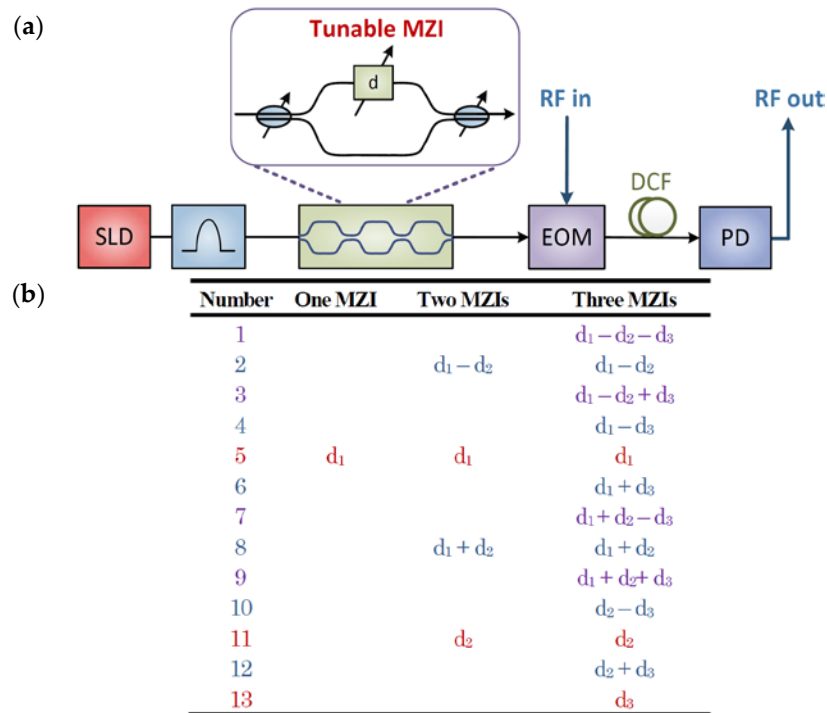 (a)
Tunable MZI
d
RF in
RF out
DCF
SLD
EOM
PD
(b)
Number One MZI Two MZIs Three MZIs
1 d₁ − d₂ − d₃
2 d₁ − d₂ d₁ − d₂
3 d₁ − d₂ + d₃
4 d₁ − d₃
5 d₁ d₁ d₁
6 d₁ + d₃
7 d₁ + d₂ − d₃
8 d₁ + d₂ d₁ + d₂
9 d₁ + d₂ + d₃
10 d₂ − d₃
11 d₂ d₂
12 d₂ + d₃
13 d₃